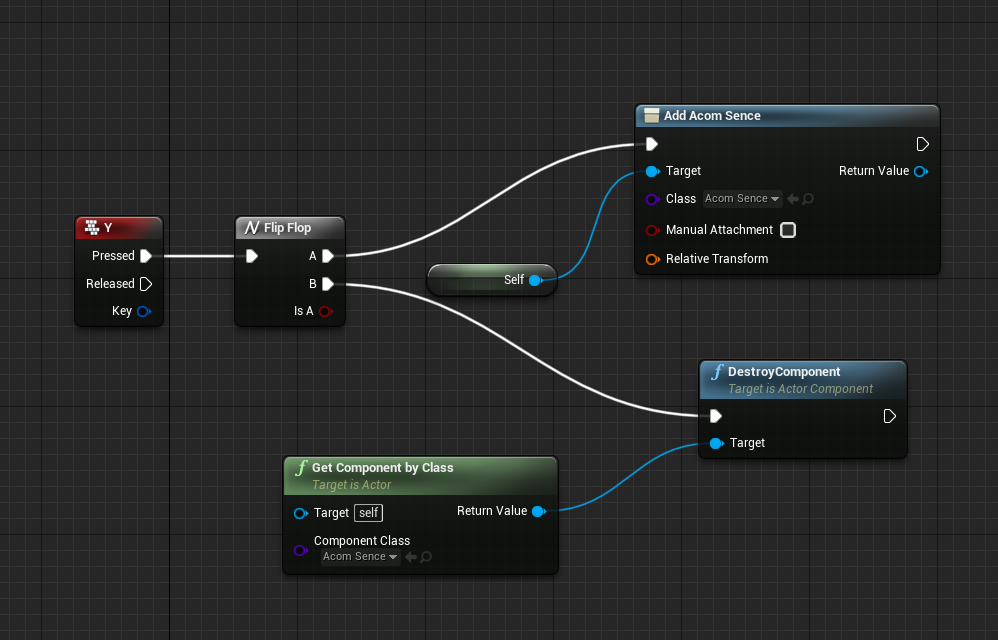 Add Acom Sence
Target
Return Value
Class
Acom Sence
Manual Attachment
Relative Transform
Y
Pressed
Released
Key
Flip Flop
A
B
Is A
Self
DestroyComponent
Target is Actor Component
Target
Get Component by Class
Target is Actor
Target
self
Return Value
Component Class
Acom Sence